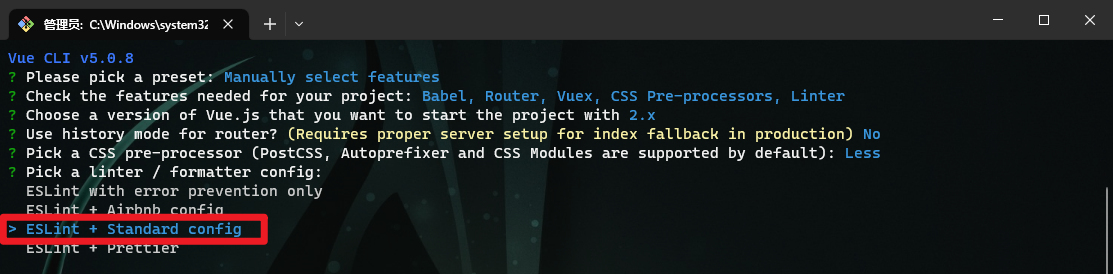 管理员: C:\Windows\system32
Vue CLI v5.0.8
? Please pick a preset: Manually select features
? Check the features needed for your project: Babel, Router, Vuex, CSS Pre-processors, Linter
? Choose a version of Vue.js that you want to start the project with 2.x
? Use history mode for router? (Requires proper server setup for index fallback in production) No
? Pick a CSS pre-processor (PostCSS, Autoprefixer and CSS Modules are supported by default): Less
? Pick a linter / formatter config:
ESLint with error prevention only
ESLint + Airbnb config
> ESLint + Standard config
ESLint + Prettier